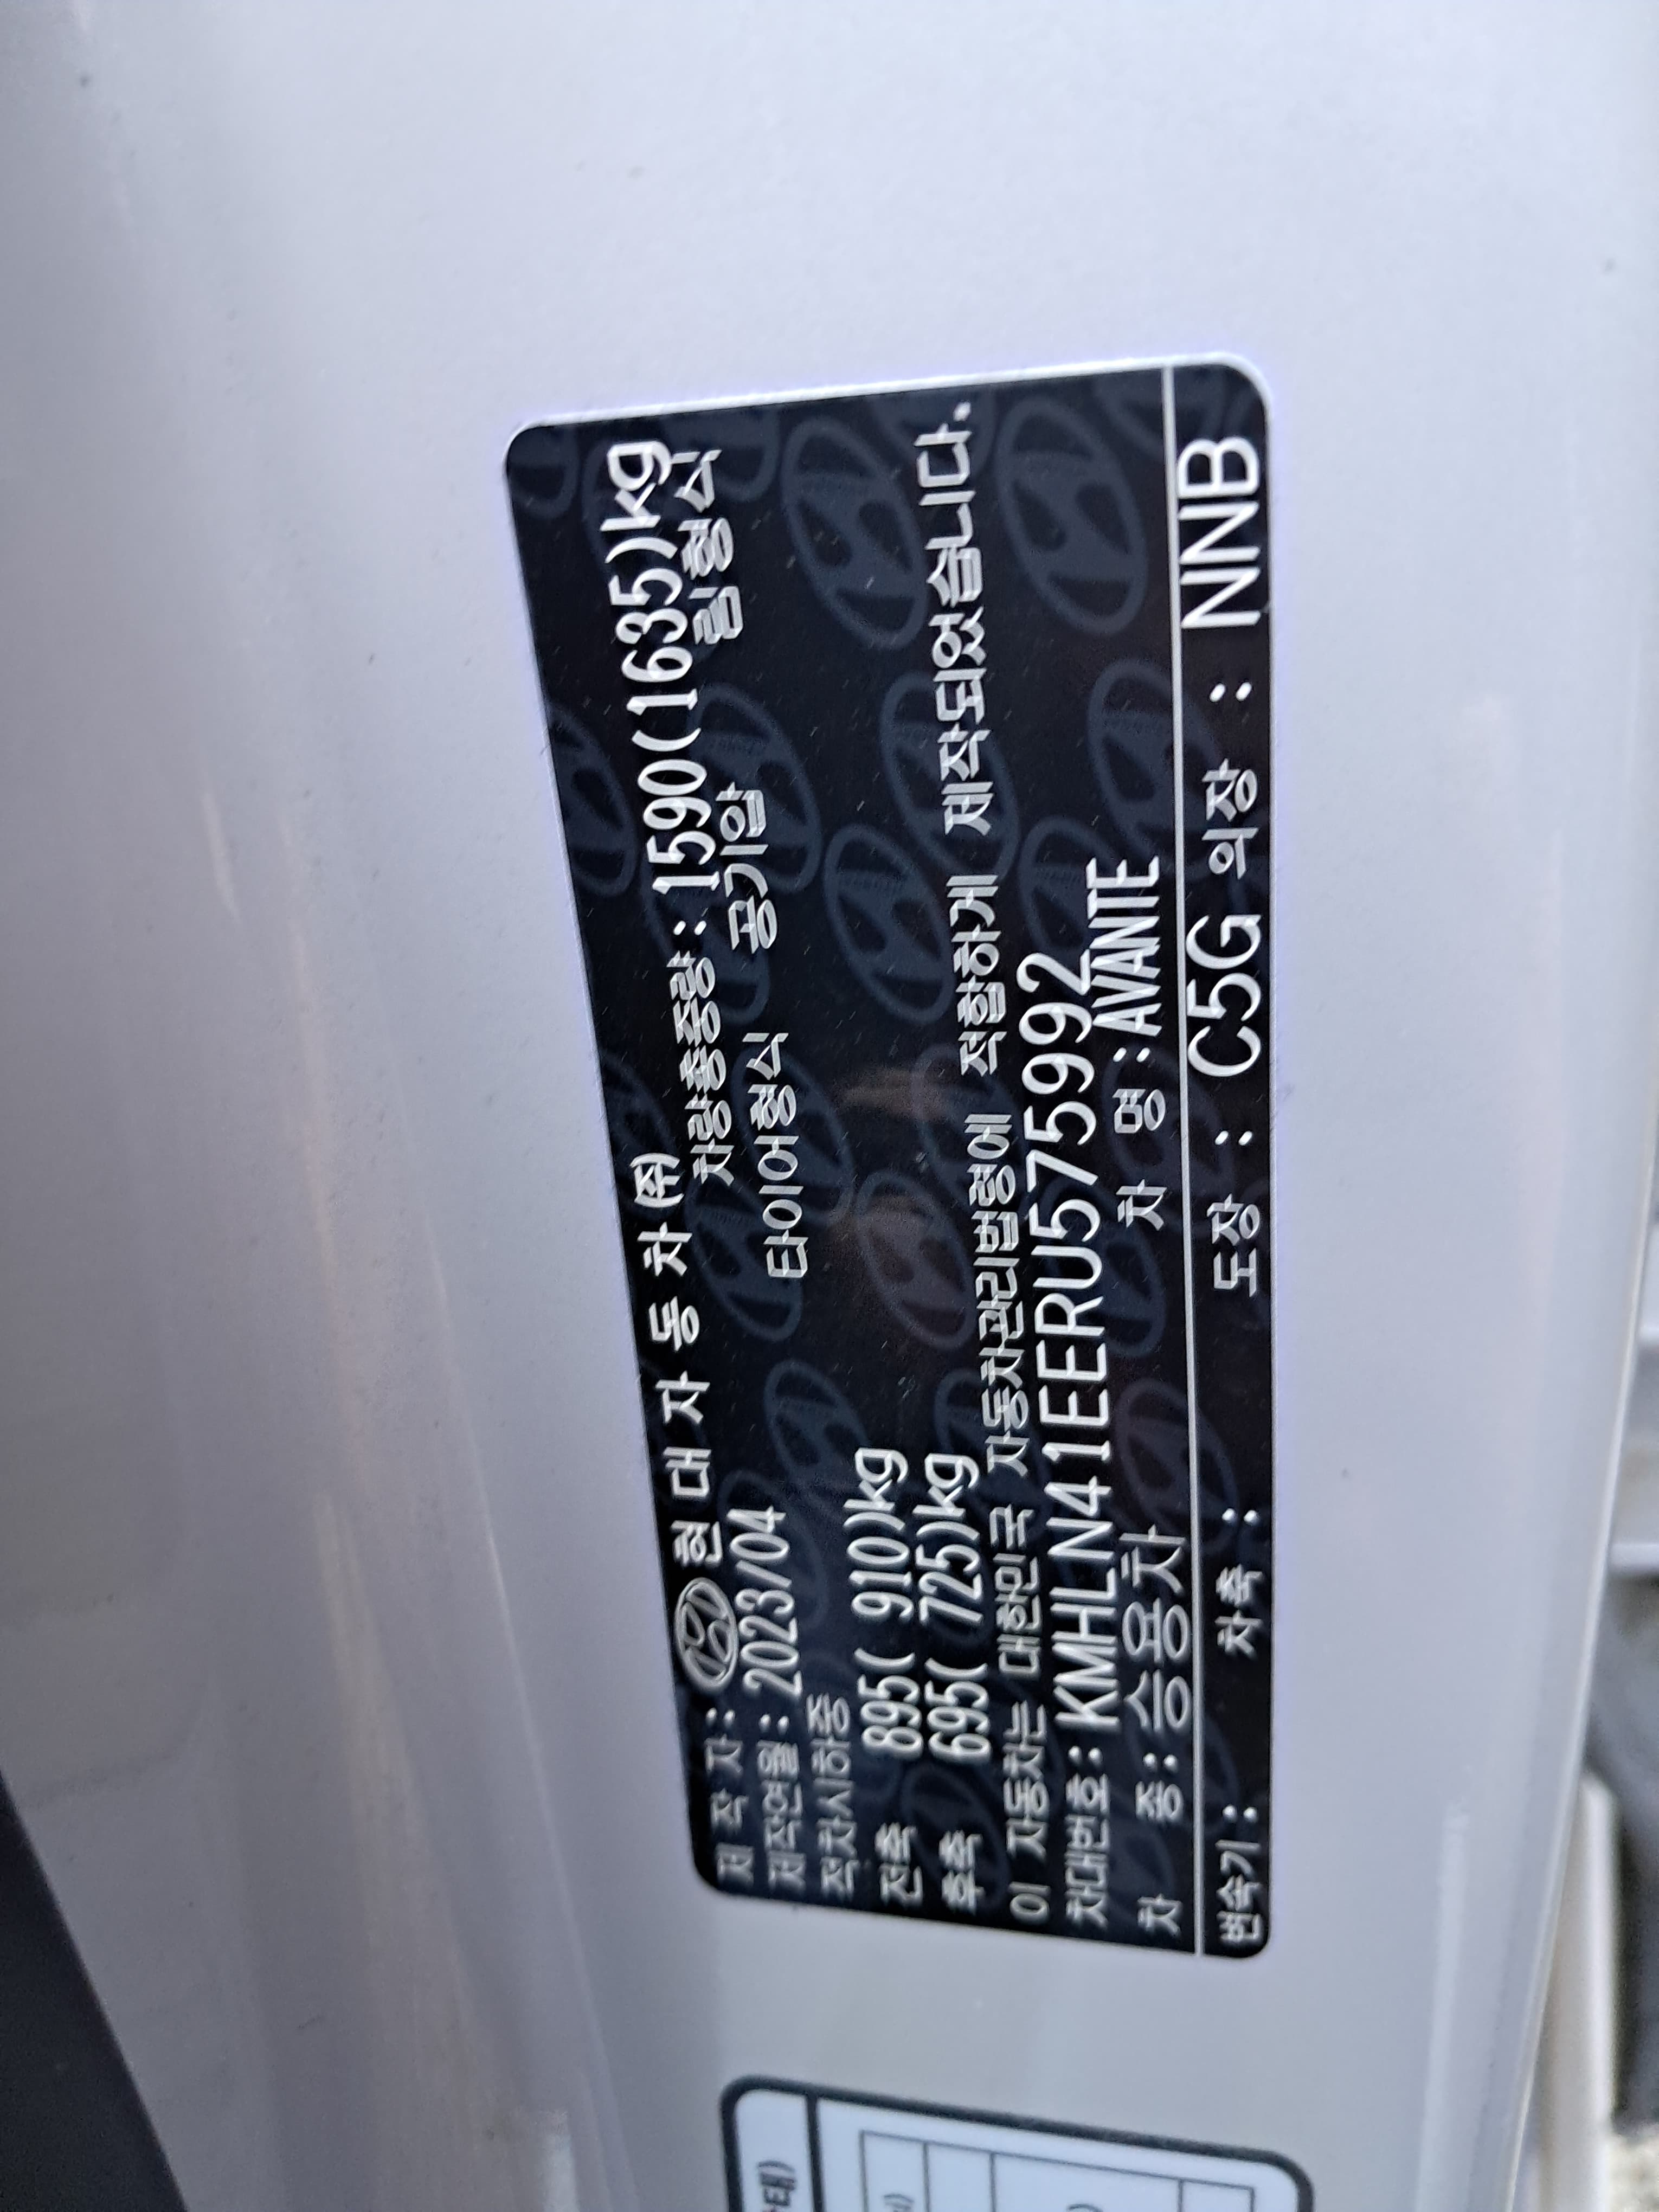 제 작 자 : 현 대 자 동 차 ㈜
제작연월 : 2023/04 차량총중량 : 1590(1635)kg
적차시하중 타이어형식 공기압 림형식
전축 895( 910)kg
후축 695( 725)kg
이 자동차는 대한민국 자동차관리법령에 적합하게 제작되었습니다.
차대번호 : KMHLN41EERU575992
차 종 : 승용차 차 명 : AVANTE
변속기 : 차축 : 도장 : C5G 의장 : NNB